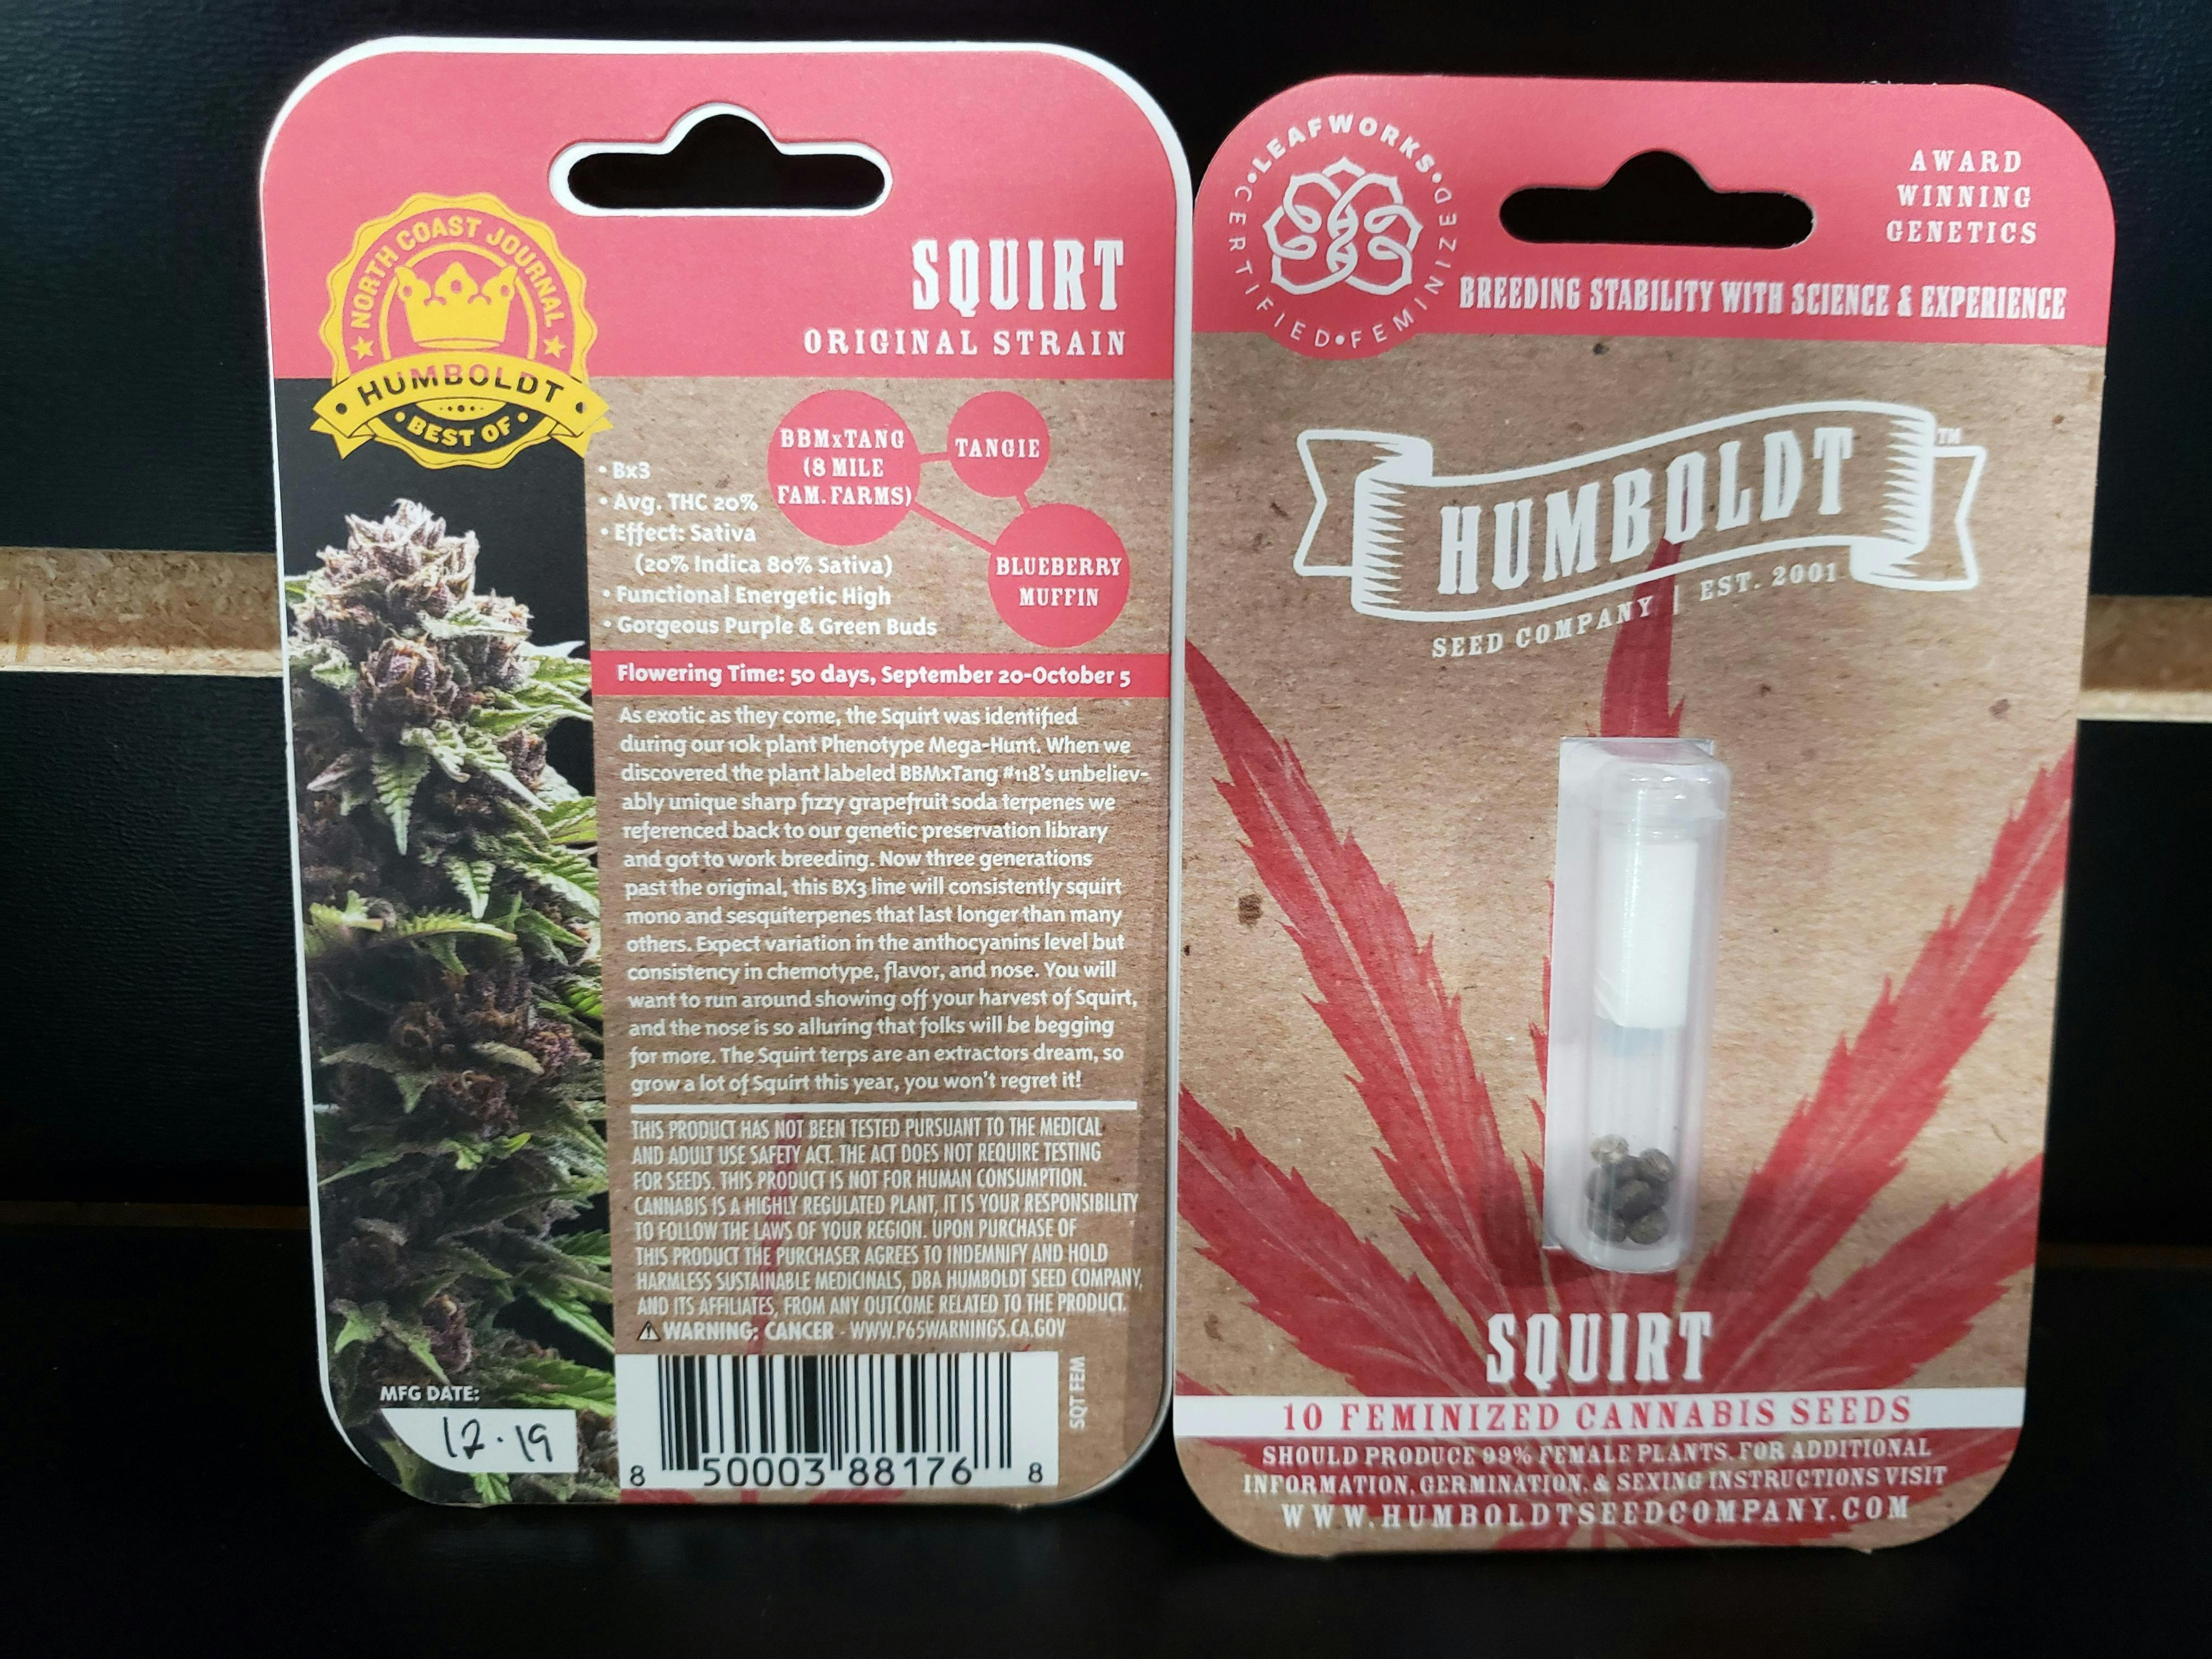 NORTH COAST JOURNAL
HUMBOLDT
• BEST OF •
SQUIRT
ORIGINAL STRAIN
BBMxTANG
(8 MILE
FAM. FARMS)
TANGIE
BLUEBERRY
MUFFIN
• Bx3
• Avg. THC 20%
• Effect: Sativa
(20% Indica 80% Sativa)
• Functional Energetic High
• Gorgeous Purple & Green Buds
Flowering Time: 50 days, September 20-October 5
As exotic as they come, the Squirt was identified
during our 10k plant Phenotype Mega-Hunt. When we
discovered the plant labeled BBMxTang #118's unbeliev-
ably unique sharp fizzy grapefruit soda terpenes we
referenced back to our genetic preservation library
and got to work breeding. Now three generations
past the original, this BX3 line will consistently squirt
mono and sesquiterpenes that last longer than many
others. Expect variation in the anthocyanins level but
consistency in chemotype, flavor, and nose. You will
want to run around showing off your harvest of Squirt,
and the nose is so alluring that folks will be begging
for more. The Squirt terps are an extractors dream, so
grow a lot of Squirt this year, you won't regret it!
THIS PRODUCT HAS NOT BEEN TESTED PURSUANT TO THE MEDICAL
AND ADULT USE SAFETY ACT. THE ACT DOES NOT REQUIRE TESTING
FOR SEEDS. THIS PRODUCT IS NOT FOR HUMAN CONSUMPTION.
CANNABIS IS A HIGHLY REGULATED PLANT, IT IS YOUR RESPONSIBILITY
TO FOLLOW THE LAWS OF YOUR REGION. UPON PURCHASE OF
THIS PRODUCT THE PURCHASER AGREES TO INDEMNIFY AND HOLD
HARMLESS SUSTAINABLE MEDICINALS, DBA HUMBOLDT SEED COMPANY,
AND ITS AFFILIATES, FROM ANY OUTCOME RELATED TO THE PRODUCT.
⚠ WARNING: CANCER - WWW.P65WARNINGS.CA.GOV
MFG DATE:
12.19
8 50003 88176 8
SQT FEM
•LEAFWORKS•
CERTIFIED•FEMINIZED
AWARD
WINNING
GENETICS
BREEDING STABILITY WITH SCIENCE & EXPERIENCE
HUMBOLDT™
SEED COMPANY | EST. 2001
SQUIRT
10 FEMINIZED CANNABIS SEEDS
SHOULD PRODUCE 99% FEMALE PLANTS. FOR ADDITIONAL
INFORMATION, GERMINATION, & SEXING INSTRUCTIONS VISIT
WWW.HUMBOLDTSEEDCOMPANY.COM